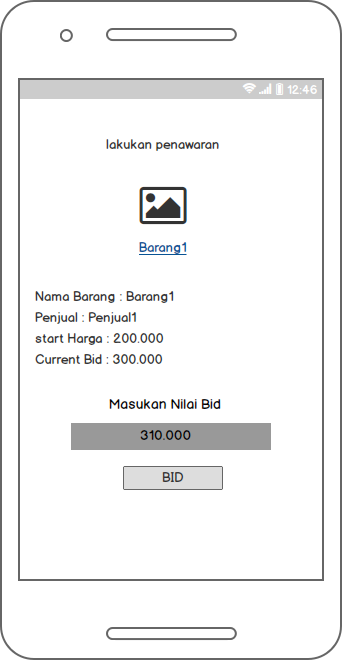 12:46
lakukan penawaran
Barang1
Nama Barang : Barang1
Penjual : Penjual1
start Harga : 200.000
Current Bid : 300.000
Masukan Nilai Bid
310.000
BID